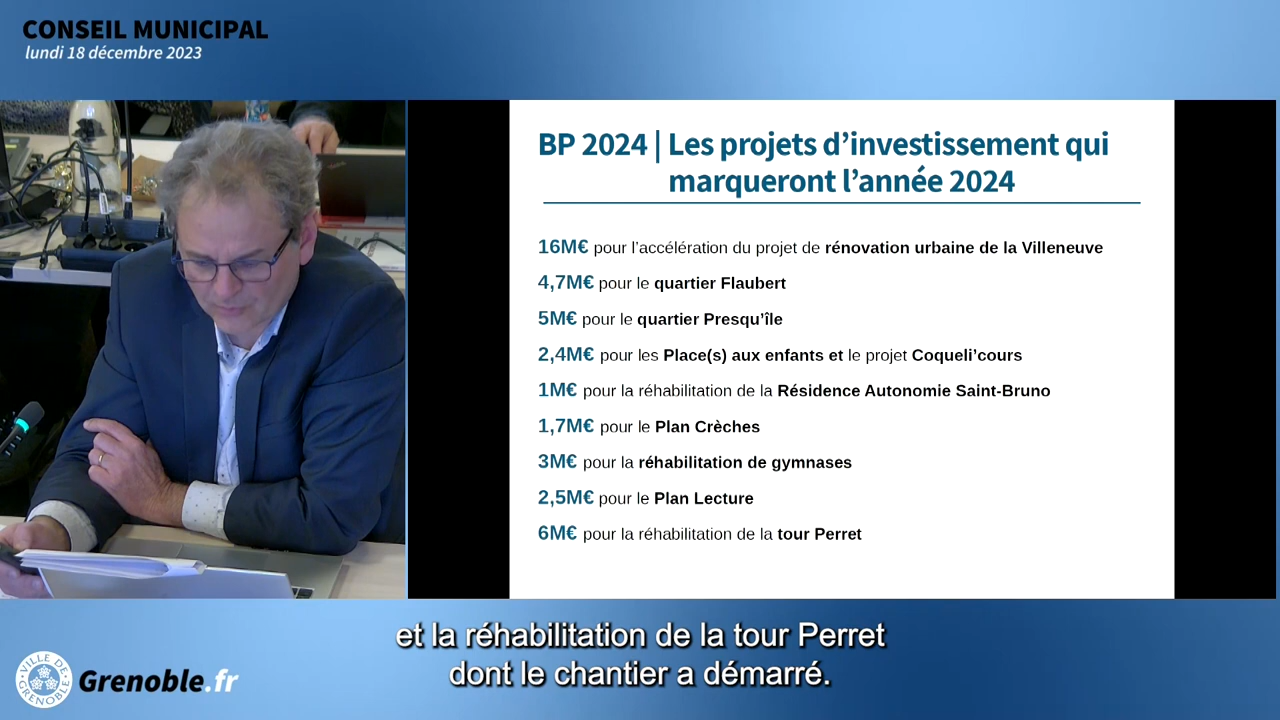 CONSEIL MUNICIPAL
lundi 18 décembre 2023
BP 2024 | Les projets d’investissement qui
marqueront l’année 2024
16M€ pour l’accélération du projet de rénovation urbaine de la Villeneuve
4,7M€ pour le quartier Flaubert
5M€ pour le quartier Presqu’île
2,4M€ pour les Place(s) aux enfants et le projet Coqueli’cours
1M€ pour la réhabilitation de la Résidence Autonomie Saint-Bruno
1,7M€ pour le Plan Crèches
3M€ pour la réhabilitation de gymnases
2,5M€ pour le Plan Lecture
6M€ pour la réhabilitation de la tour Perret
et la réhabilitation de la tour Perret
dont le chantier a démarré.
VILLE DE GRENOBLE
Grenoble.fr